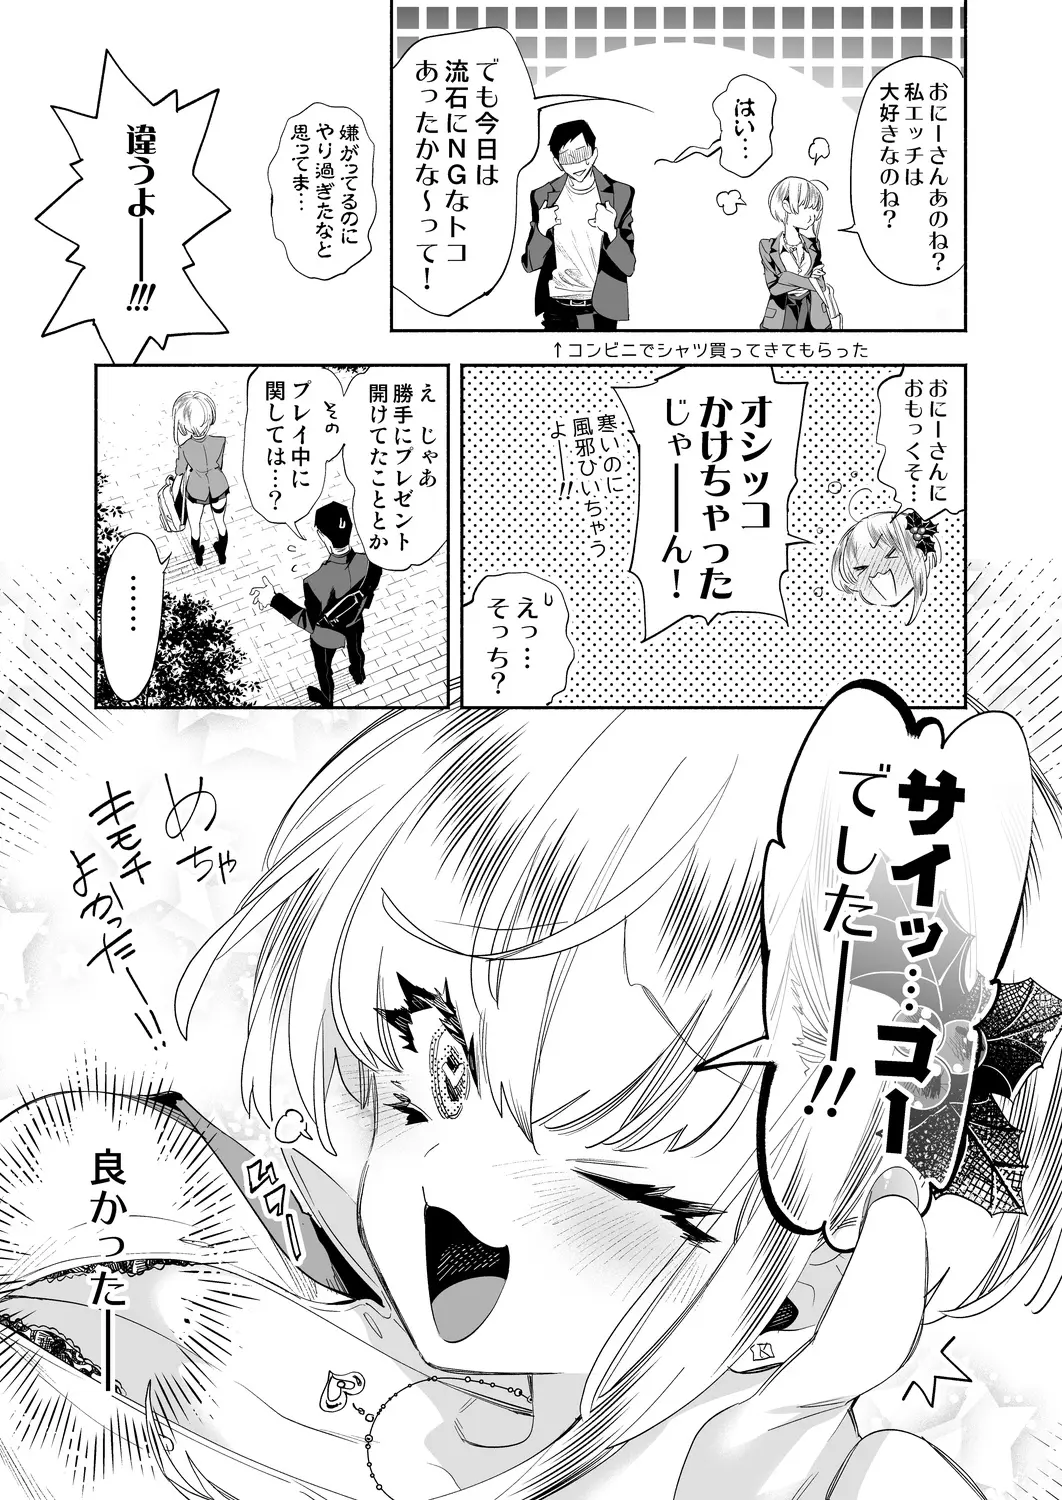 おにーさんあのね?
私エッチは
大好きなのね?
はい…
でも今日は
流石にNGなトコ
あったかな〜って!
嫌がってるのに
やり過ぎたなと
思ってま…
違うよ――!!!
↑コンビニでシャツ買ってきてもらった
おにーさんに
おもっくそ…
オシッコ
かけちゃった
じゃ――ん!
寒いのに
風邪ひいちゃう
よー!!
えっ…
そっち?
え じゃあ
勝手にプレゼント
開けてたこととか
その
プレイ中に
関しては…?
……
サイッ…コー
でした――!!
めちゃ
キモチ
よかったー!!
良かった――